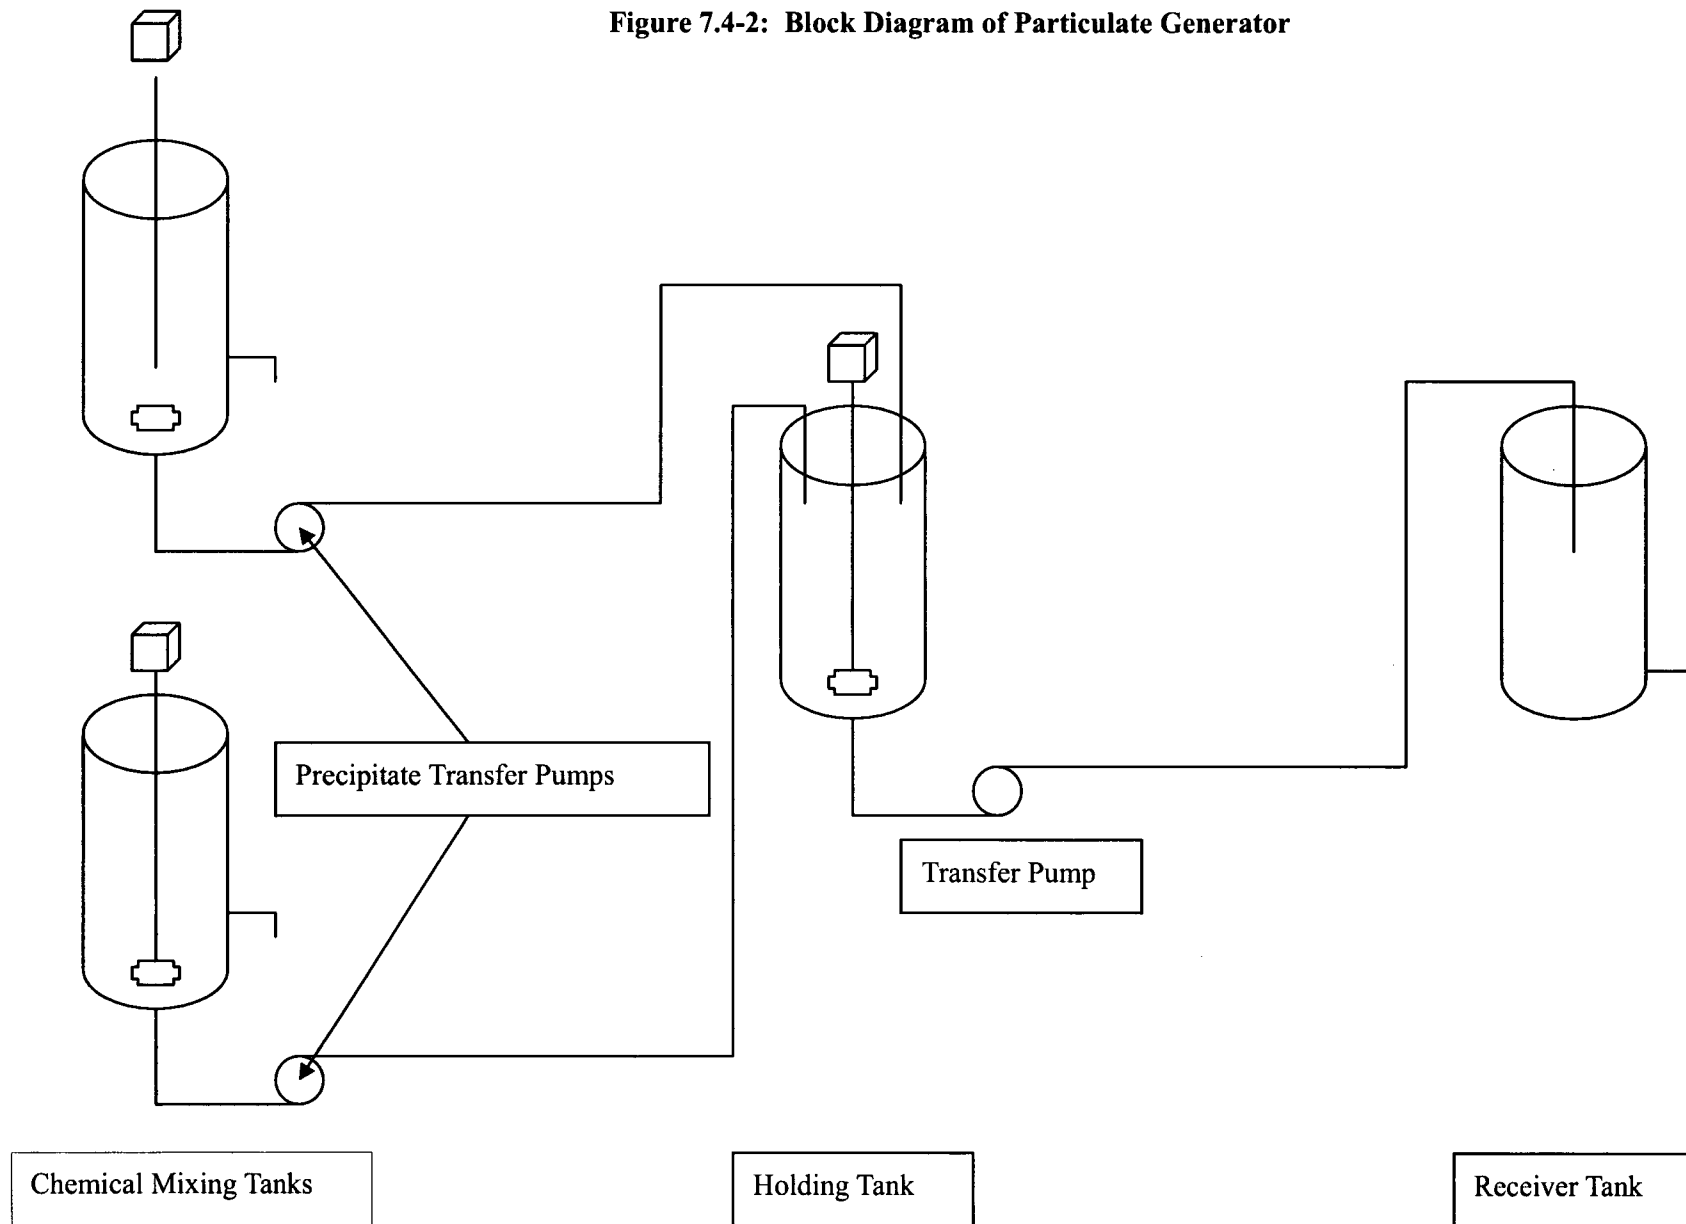 Figure 7.4-2: Block Diagram of Particulate Generator
Precipitate Transfer Pumps
Transfer Pump
Chemical Mixing Tanks
Holding Tank
Receiver Tank